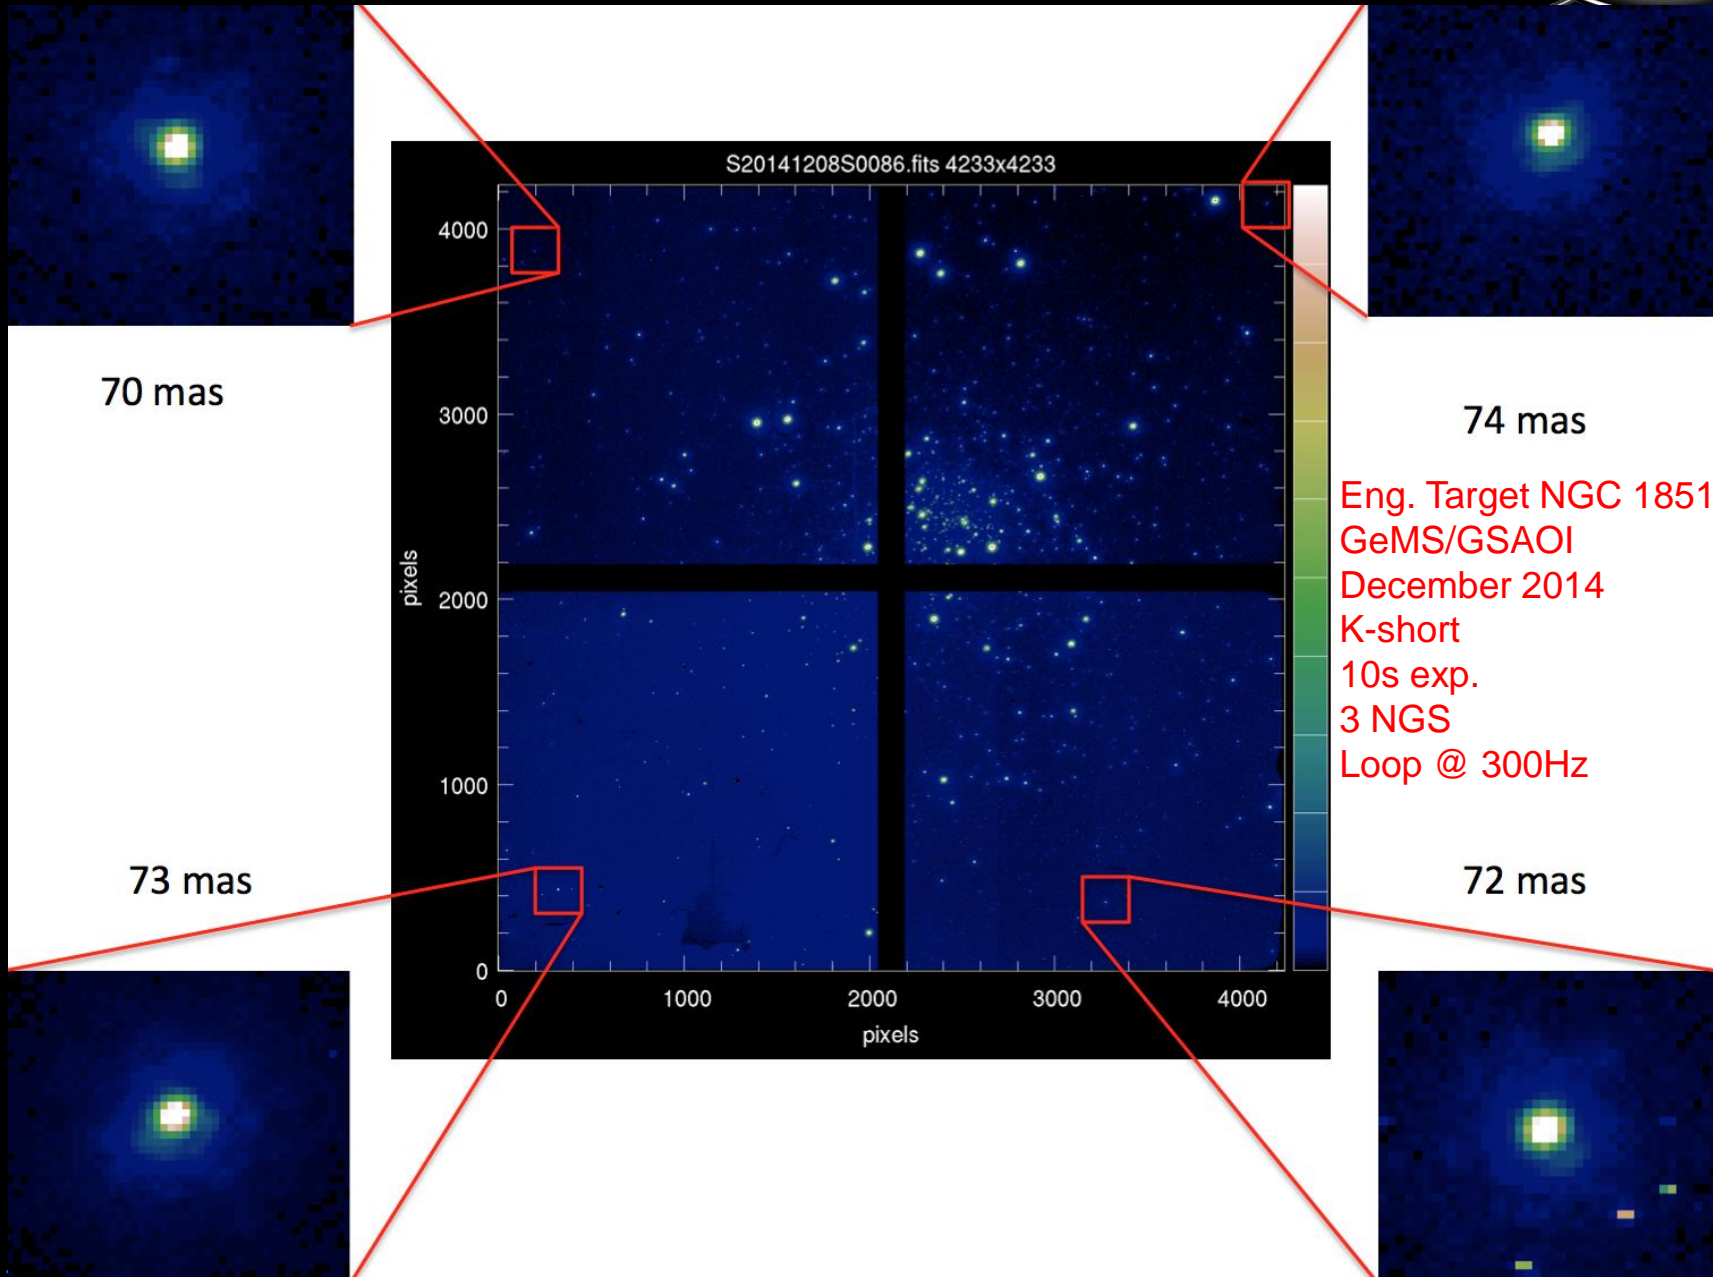 S20141208S0086.fits 4233x4233
4000
3000
2000
1000
0
pixels
0 1000 2000 3000 4000
pixels
70 mas
74 mas
Eng. Target NGC 1851
GeMS/GSAOI
December 2014
K-short
10s exp.
3 NGS
Loop @ 300Hz
73 mas
72 mas